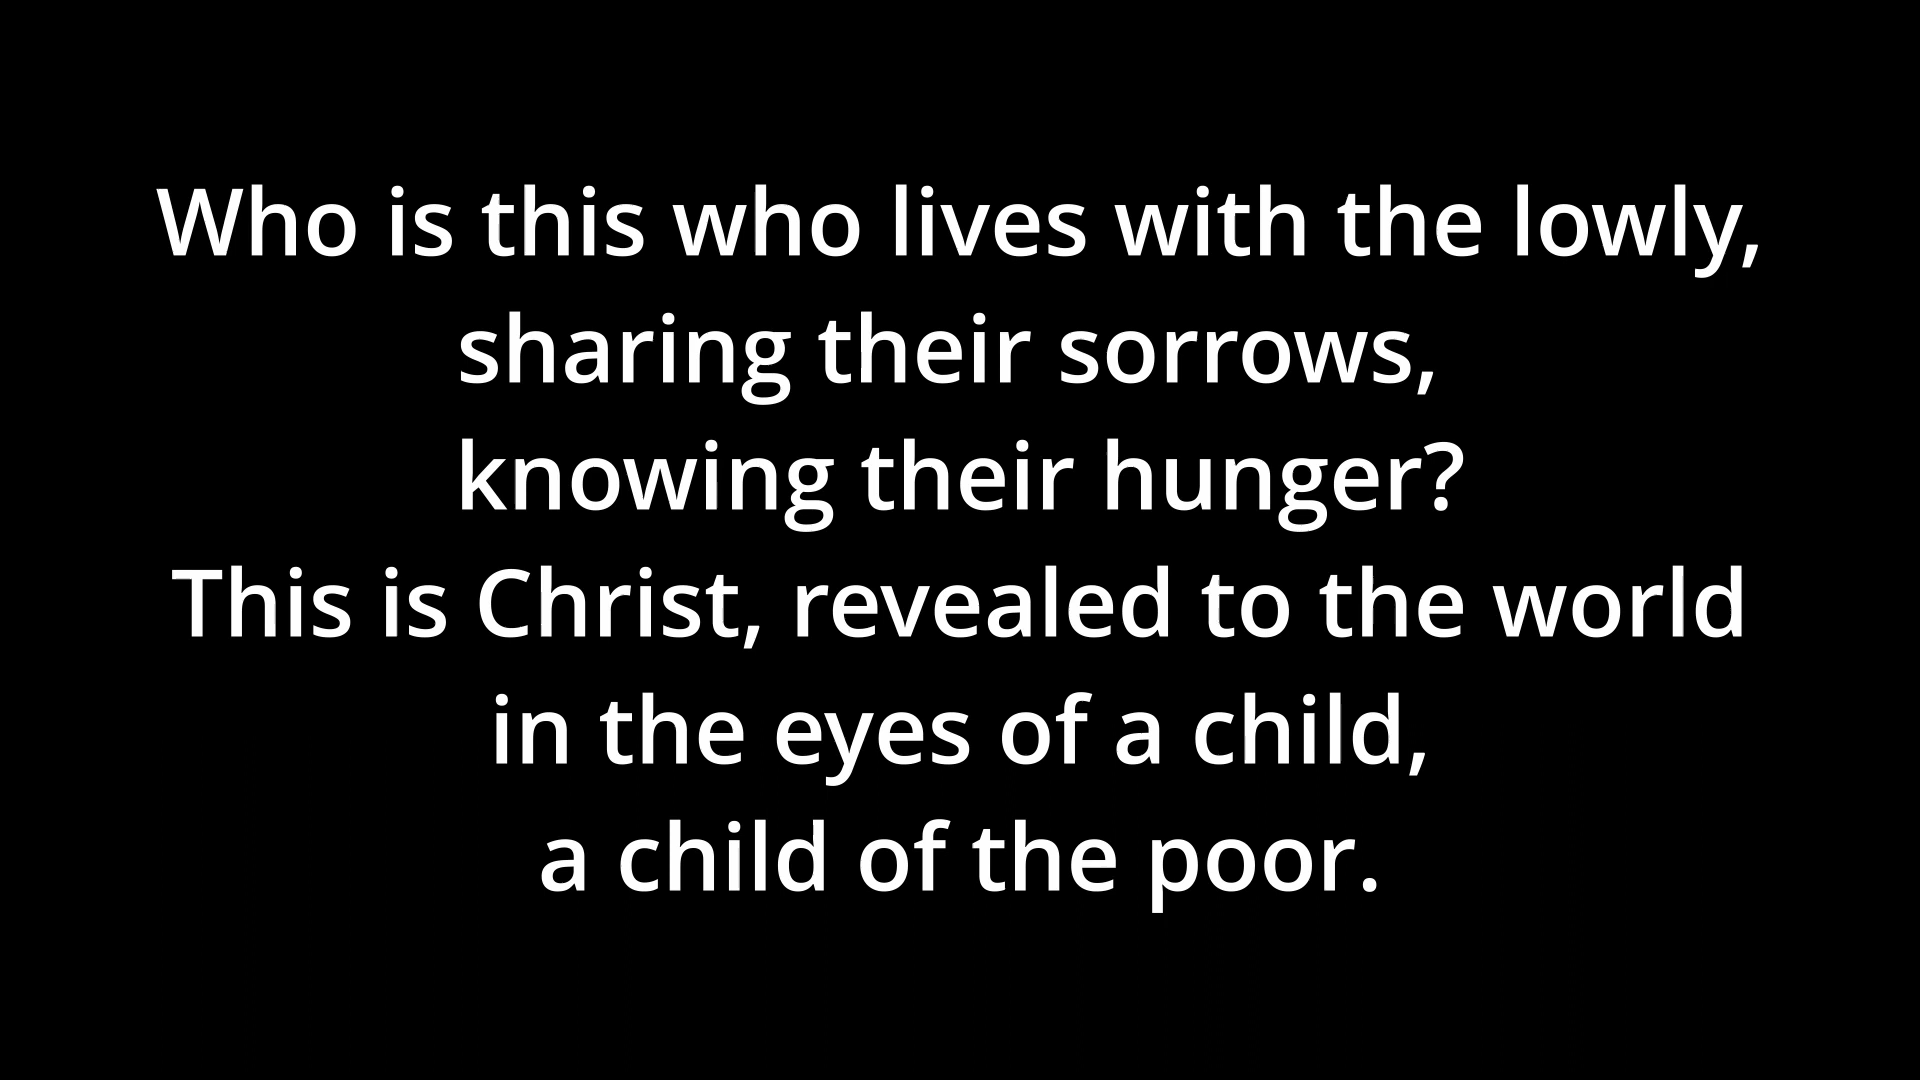 Who is this who lives with the lowly,
sharing their sorrows,
knowing their hunger?
This is Christ, revealed to the world
in the eyes of a child,
a child of the poor.